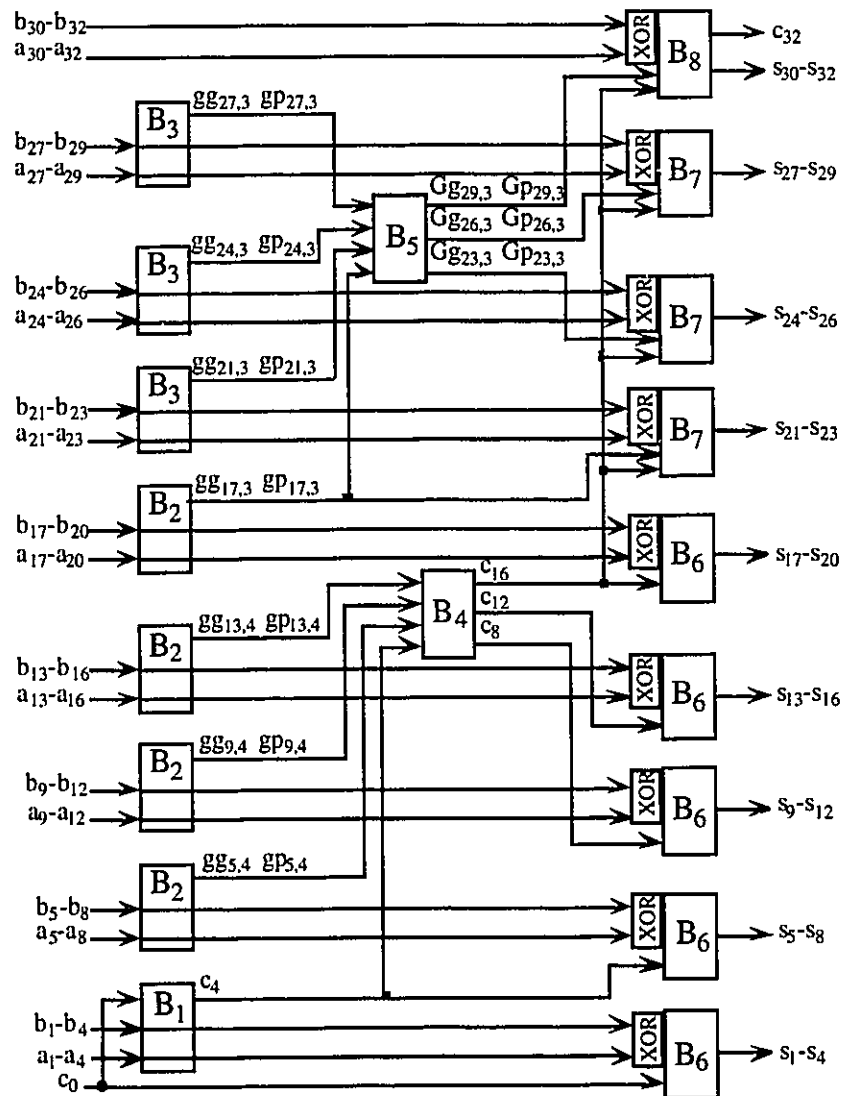 b30-b32
a30-a32
XOR
B8
c32
s30-s32
gg27,3 gp27,3
B3
b27-b29
a27-a29
XOR
B7
s27-s29
Gg29,3 Gp29,3
Gg26,3 Gp26,3
Gg23,3 Gp23,3
B5
gg24,3 gp24,3
B3
b24-b26
a24-a26
XOR
B7
s24-s26
gg21,3 gp21,3
B3
b21-b23
a21-a23
XOR
B7
s21-s23
gg17,3 gp17,3
B2
b17-b20
a17-a20
XOR
B6
s17-s20
c16
c12
c8
B4
gg13,4 gp13,4
B2
b13-b16
a13-a16
XOR
B6
s13-s16
gg9,4 gp9,4
B2
b9-b12
a9-a12
XOR
B6
s9-s12
gg5,4 gp5,4
B2
b5-b8
a5-a8
XOR
B6
s5-s8
c4
B1
b1-b4
a1-a4
c0
XOR
B6
s1-s4